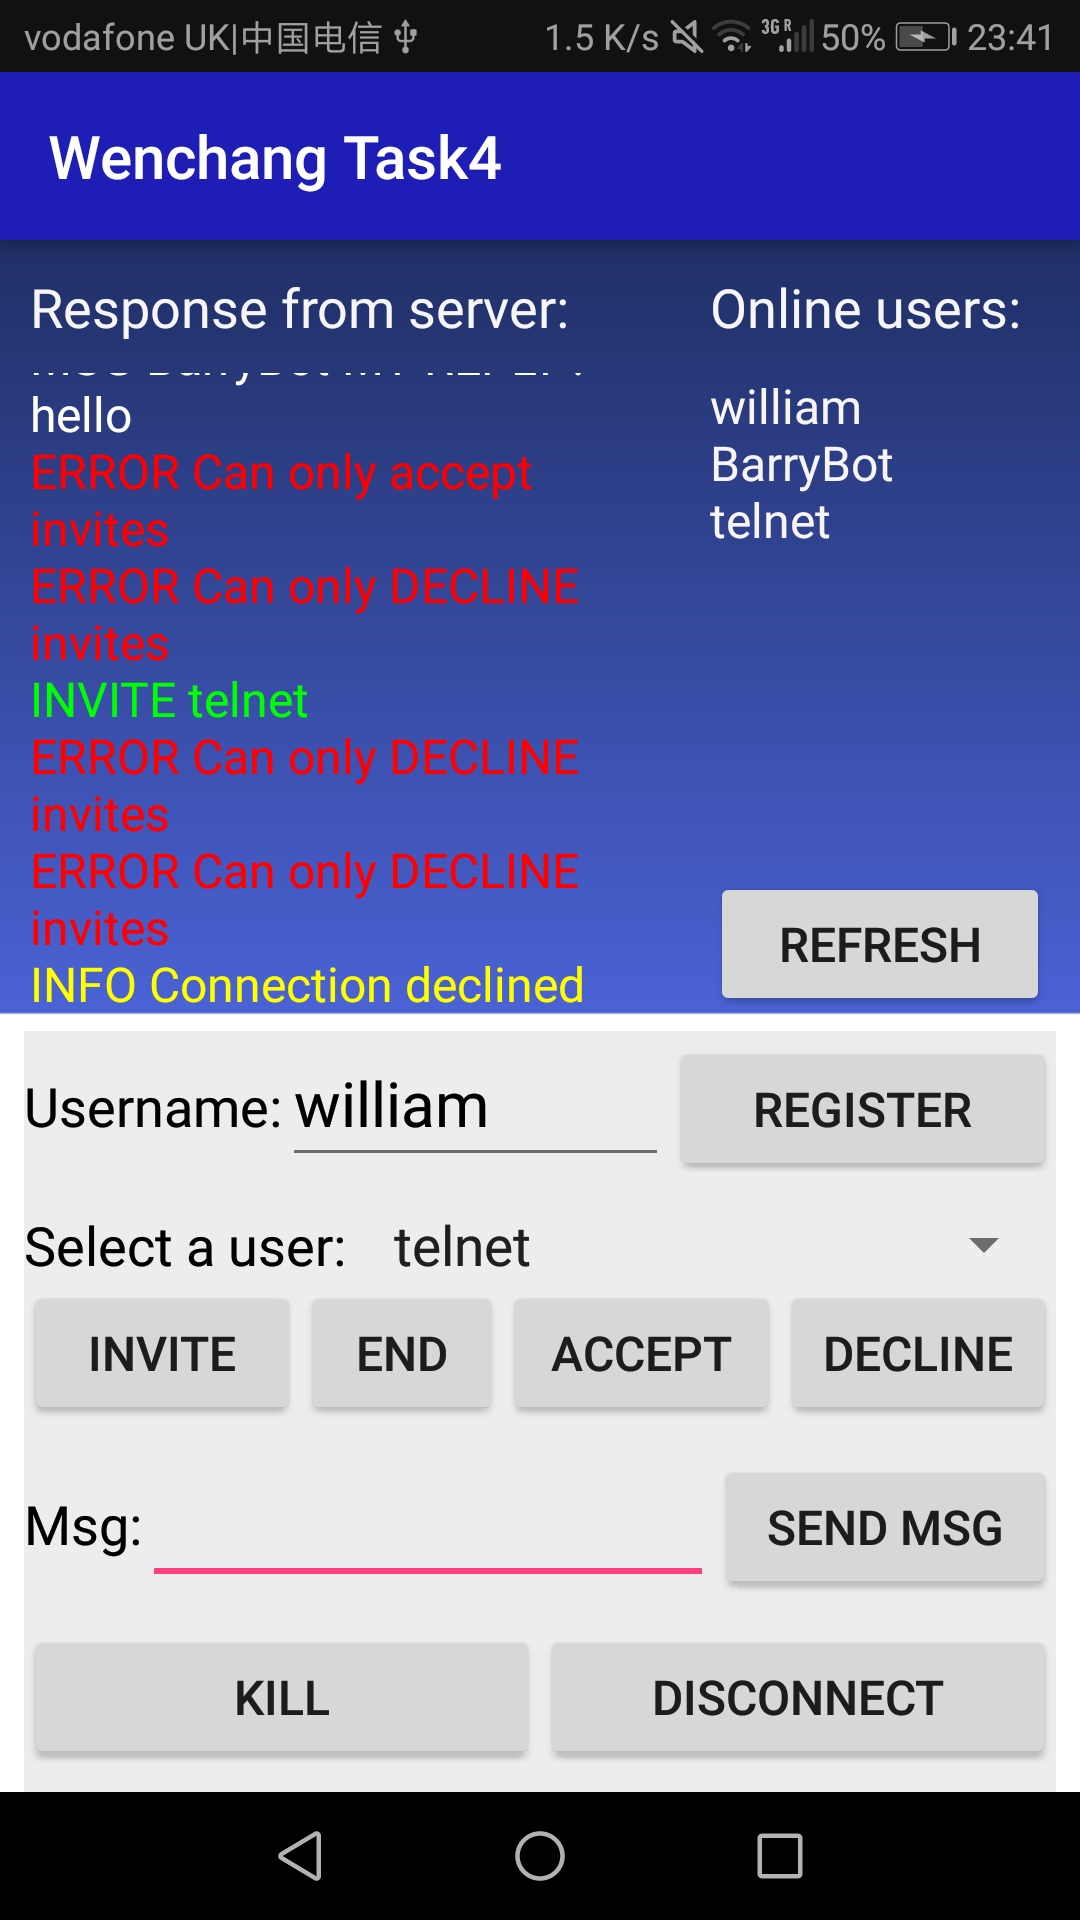 vodafone UK|中国电信 1.5 K/s 3G R 50% 23:41
Wenchang Task4
Response from server:
Online users:
hello
ERROR Can only accept
invites
ERROR Can only DECLINE
invites
INVITE telnet
ERROR Can only DECLINE
invites
ERROR Can only DECLINE
invites
INFO Connection declined
william
BarryBot
telnet
REFRESH
Username: william REGISTER
Select a user: telnet
INVITE END ACCEPT DECLINE
Msg: SEND MSG
KILL DISCONNECT